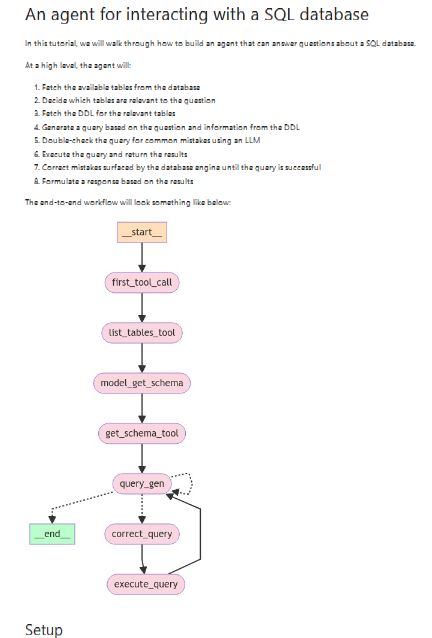 An agent for interacting with a SQL database
In this tutorial, we will walk through how to build an agent that can answer questions about a SQL database.
At a high level, the agent will:
1. Fetch the available tables from the database
2. Decide which tables are relevant to the question
3. Fetch the DDL for the relevant tables
4. Generate a query based on the question and information from the DDL
5. Double-check the query for common mistakes using an LLM
6. Execute the query and return the results
7. Correct mistakes surfaced by the database engine until the query is successful
8. Formulate a response based on the results
The end-to-end workflow will look something like below:
__start__
first_tool_call
list_tables_tool
model_get_schema
get_schema_tool
query_gen
__end__
correct_query
execute_query
Setup